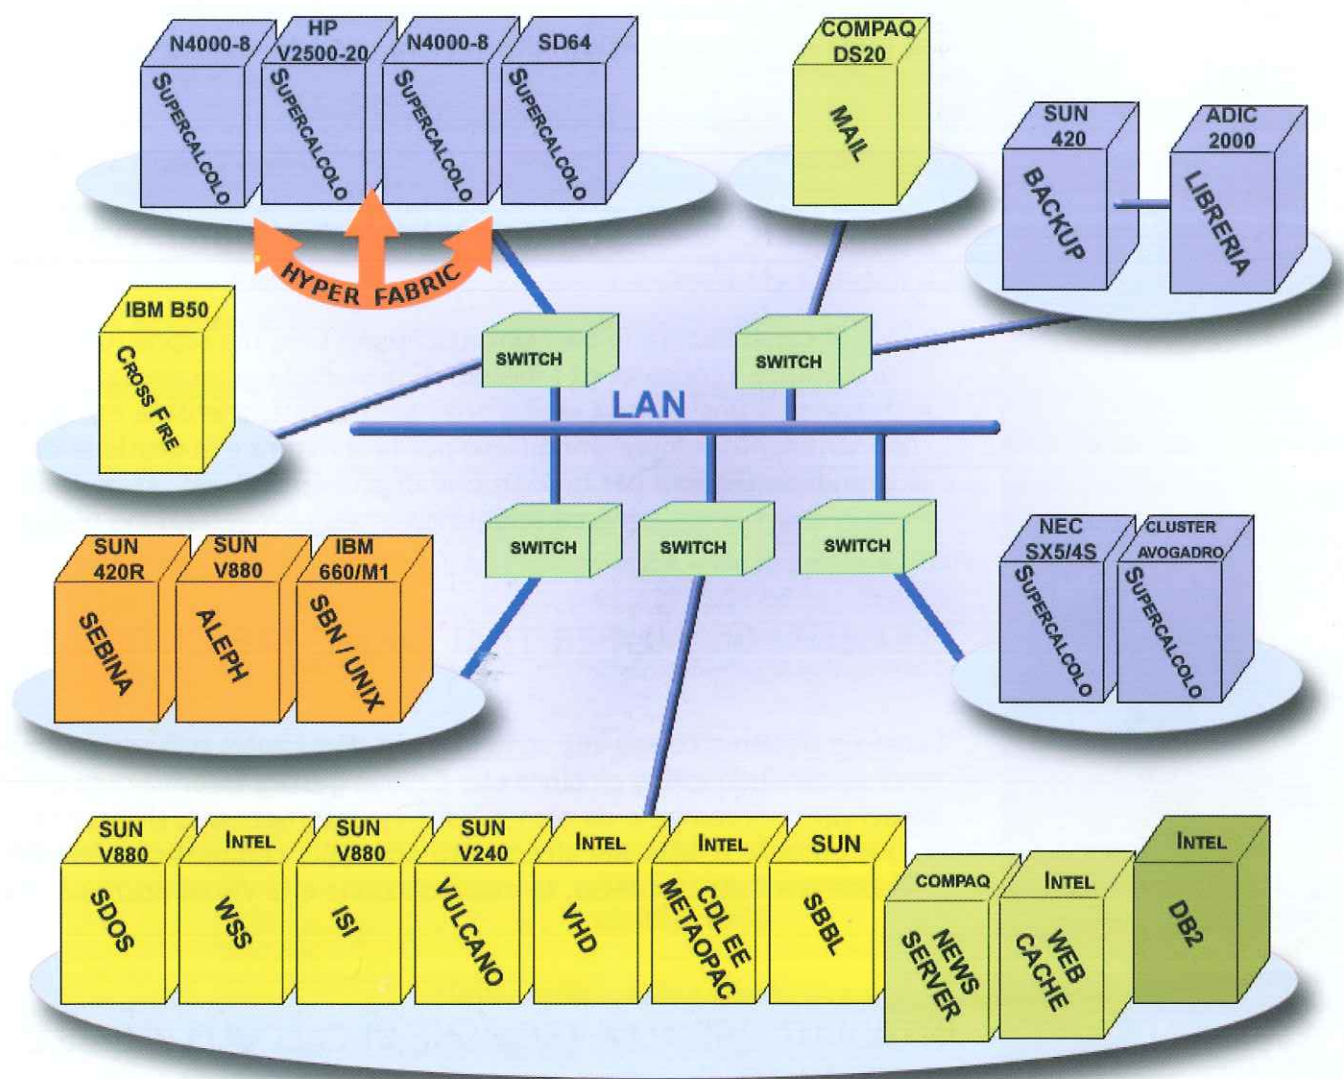 N4000-8
SUPERCALCOLO
HP
V2500-20
SUPERCALCOLO
N4000-8
SUPERCALCOLO
SD64
SUPERCALCOLO
HYPER FABRIC
COMPAQ
DS20
MAIL
SUN
420
BACKUP
ADIC
2000
LIBRERIA
IBM B50
CROSS FIRE
SWITCH
SWITCH
LAN
SWITCH
SWITCH
SWITCH
SUN
420R
SEBINA
SUN
V880
ALEPH
IBM
660/M1
SBN / UNIX
NEC
SX5/4S
SUPERCALCOLO
CLUSTER
AVOGADRO
SUPERCALCOLO
SUN
V880
SDOS
INTEL
WSS
SUN
V880
ISI
SUN
V240
VULCANO
INTEL
VHD
INTEL
CDL EE
METAOPAC
SUN
SBBL
COMPAQ
NEWS
SERVER
INTEL
WEB
CACHE
INTEL
DB2